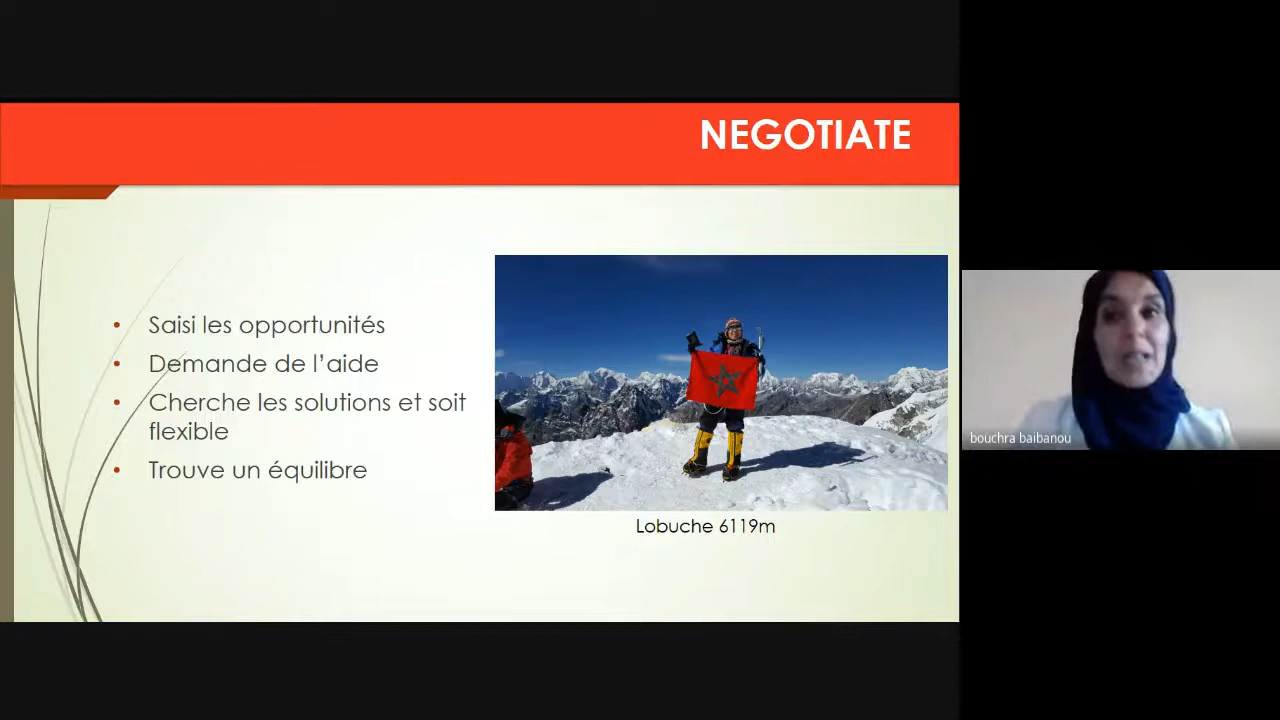 NEGOTIATE
• Saisi les opportunités
• Demande de l’aide
• Cherche les solutions et soit
flexible
• Trouve un équilibre
Lobuche 6119m
bouchra baibanou